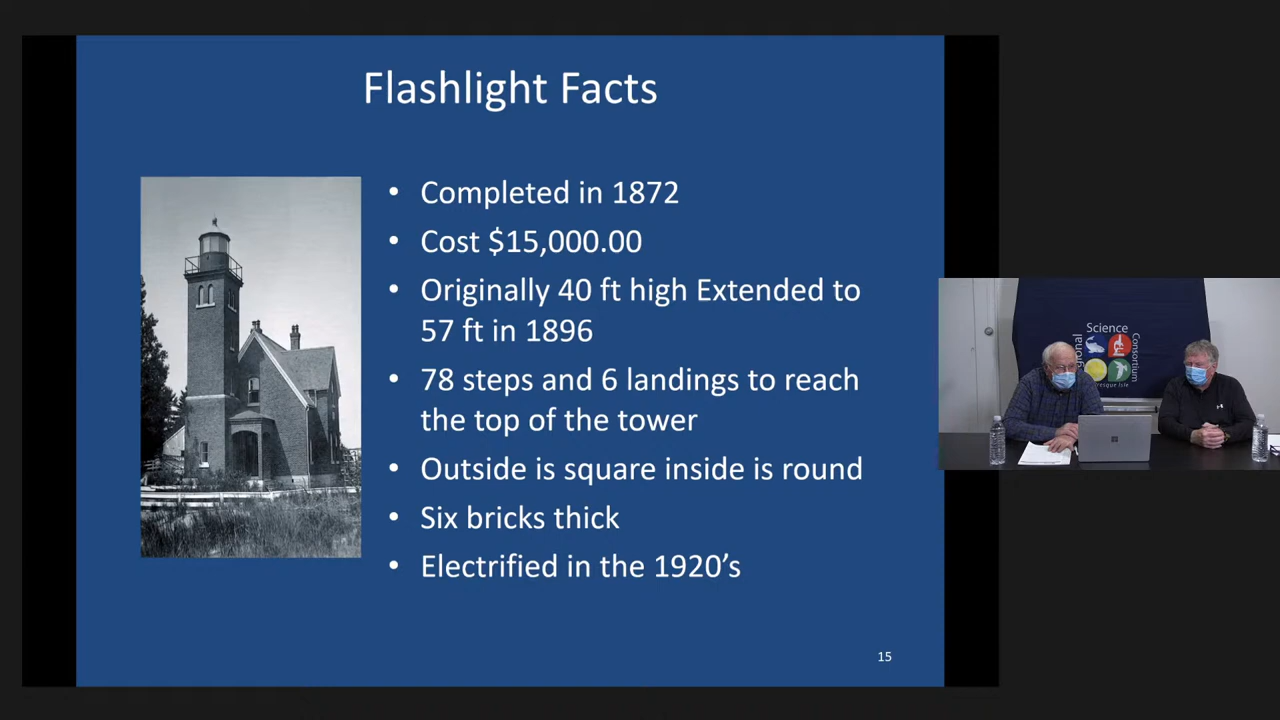 Flashlight Facts
• Completed in 1872
• Cost $15,000.00
• Originally 40 ft high Extended to
57 ft in 1896
• 78 steps and 6 landings to reach
the top of the tower
• Outside is square inside is round
• Six bricks thick
• Electrified in the 1920’s
15
Science
Consortium